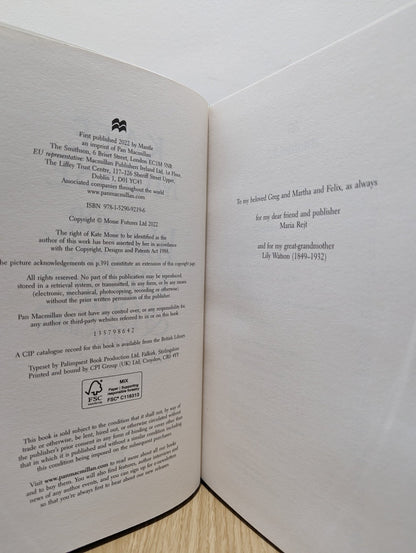 First published 2022 by Mantle
an imprint of Pan Macmillan
The Smithson, 6 Briset Street, London EC1M 5NR
EU representative: Macmillan Publishers Ireland Ltd, 1st Floor,
The Liffey Trust Centre, 117–126 Sheriff Street Upper,
Dublin 1, D01 YC43
Associated companies throughout the world
www.panmacmillan.com
ISBN 978-1-5290-9219-6
Copyright © Mosse Futures Ltd 2022
The right of Kate Mosse to be identified as the
author of this work has been asserted by her in accordance
with the Copyright, Designs and Patents Act 1988.
he picture acknowledgements on p.391 constitute an extension of this copyright page.
All rights reserved. No part of this publication may be reproduced,
stored in a retrieval system, or transmitted, in any form, or by any means
(electronic, mechanical, photocopying, recording or otherwise)
without the prior written permission of the publisher.
Pan Macmillan does not have any control over, or any responsibility for,
any author or third-party websites referred to in or on this book.
1 3 5 7 9 8 6 4 2
A CIP catalogue record for this book is available from the British Library.
Typeset by Palimpsest Book Production Ltd, Falkirk, Stirlingshire
Printed and bound by CPI Group (UK) Ltd, Croydon, CR0 4YY
FSC
www.fsc.org
MIX
Paper | Supporting
responsible forestry
FSC® C116313
This book is sold subject to the condition that it shall not, by way of
trade or otherwise, be lent, hired out, or otherwise circulated without
the publisher's prior consent in any form of binding or cover other than
that in which it is published and without a similar condition including
this condition being imposed on the subsequent purchaser.
Visit www.panmacmillan.com to read more about all our books
and to buy them. You will also find features, author interviews and
news of any author events, and you can sign up for e-newsletters
so that you're always first to hear about our new releases.
To my beloved Greg and Martha and Felix, as always
for my dear friend and publisher
Maria Rejt
and for my great-grandmother
Lily Watson (1849–1932)